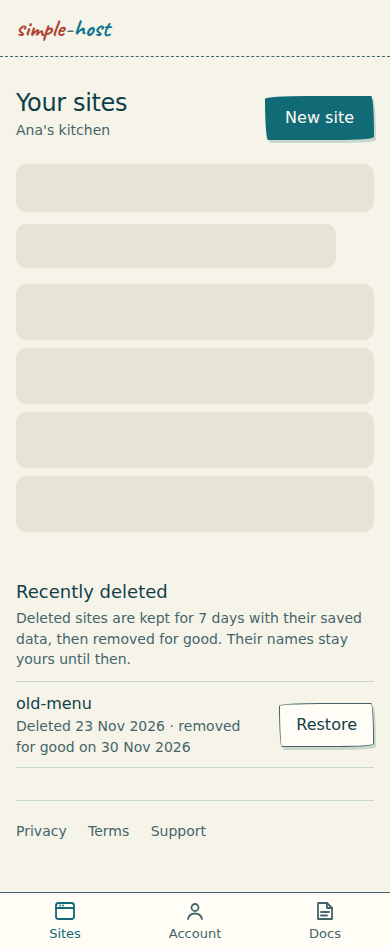 simple-host
Your sites
Ana's kitchen
New site
Recently deleted
Deleted sites are kept for 7 days with their saved
data, then removed for good. Their names stay
yours until then.
old-menu
Deleted 23 Nov 2026 · removed
for good on 30 Nov 2026
Restore
Privacy Terms Support
Sites Account Docs